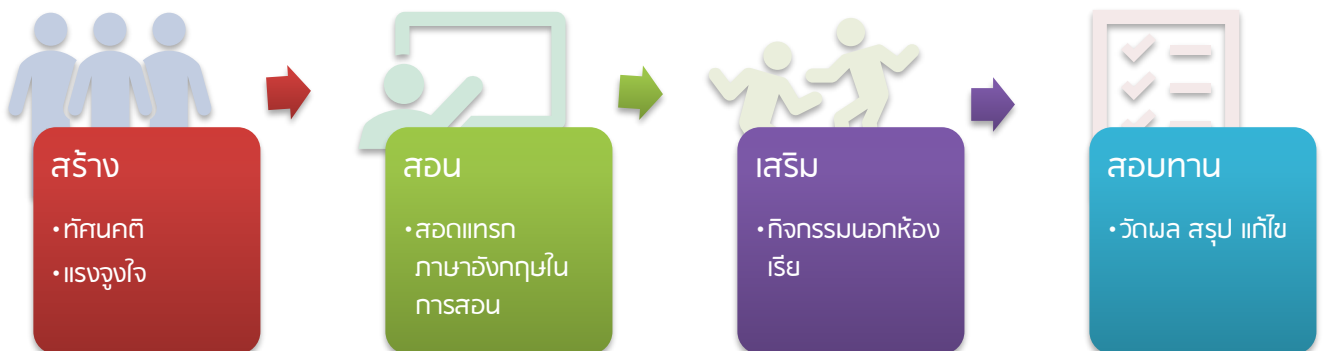 สร้าง
•ทัศนคติ
•แรงจูงใจ
สอน
•สอดแทรก
ภาษาอังกฤษใน
การสอน
เสริม
•กิจกรรมนอกห้อง
เรีย
สอบทาน
•วัดผล สรุป แก้ไข